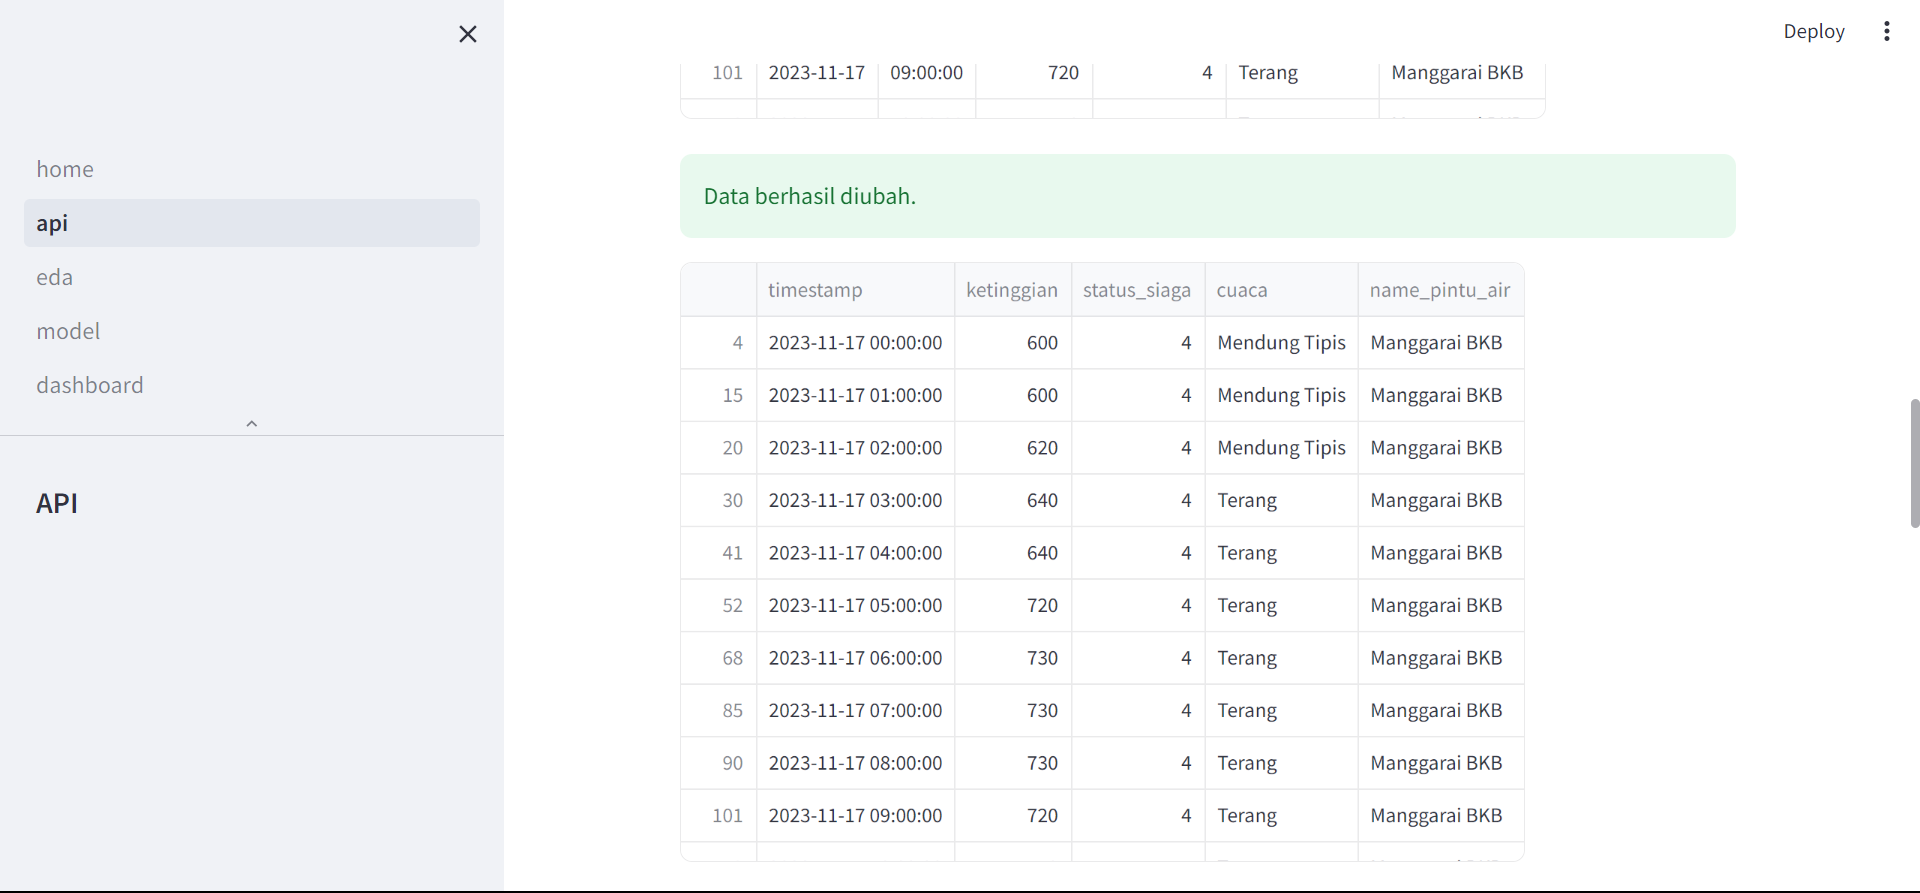 Deploy
home
api
eda
model
dashboard
API
101 2023-11-17 09:00:00 720 4 Terang Manggarai BKB
Data berhasil diubah.
timestamp ketinggian status_siaga cuaca name_pintu_air
4 2023-11-17 00:00:00 600 4 Mendung Tipis Manggarai BKB
15 2023-11-17 01:00:00 600 4 Mendung Tipis Manggarai BKB
20 2023-11-17 02:00:00 620 4 Mendung Tipis Manggarai BKB
30 2023-11-17 03:00:00 640 4 Terang Manggarai BKB
41 2023-11-17 04:00:00 640 4 Terang Manggarai BKB
52 2023-11-17 05:00:00 720 4 Terang Manggarai BKB
68 2023-11-17 06:00:00 730 4 Terang Manggarai BKB
85 2023-11-17 07:00:00 730 4 Terang Manggarai BKB
90 2023-11-17 08:00:00 730 4 Terang Manggarai BKB
101 2023-11-17 09:00:00 720 4 Terang Manggarai BKB